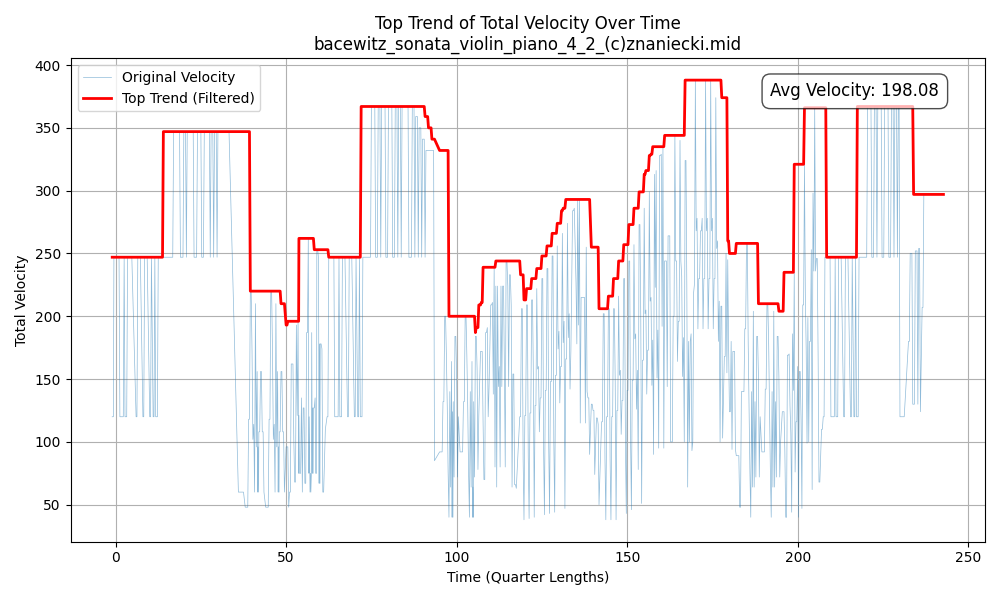 Top Trend of Total Velocity Over Time
bacewitz_sonata_violin_piano_4_2_(c)znaniecki.mid
Original Velocity
Top Trend (Filtered)
Avg Velocity: 198.08
Total Velocity
400
350
300
250
200
150
100
50
0
50
100
150
200
250
Time (Quarter Lengths)